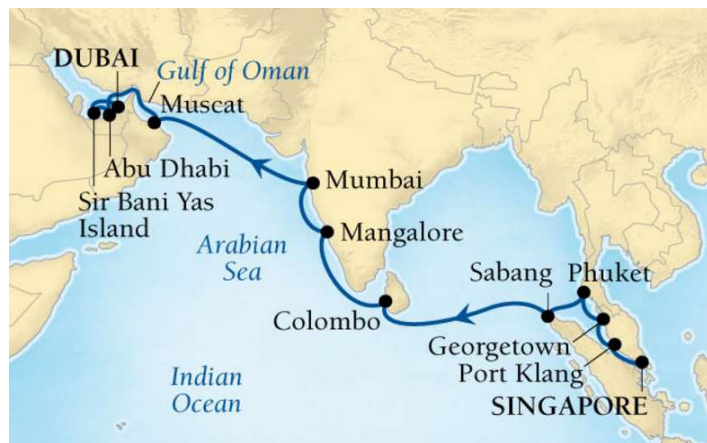 DUBAI
Gulf of Oman
Muscat
Abu Dhabi
Sir Bani Yas
Island
Mumbai
Arabian
Sea
Mangalore
Sabang
Phuket
Colombo
Georgetown
Port Klang
Indian
Ocean
SINGAPORE